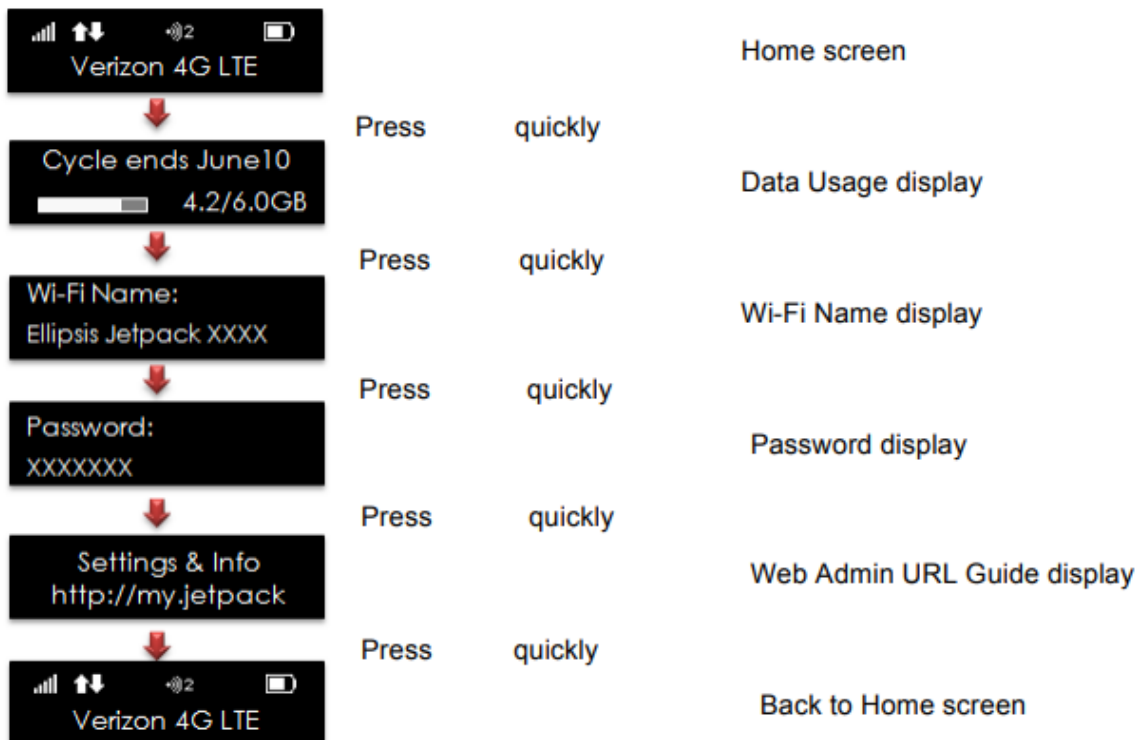 2
Verizon 4G LTE
Home screen
Press quickly
Cycle ends June10
4.2/6.0GB
Data Usage display
Press quickly
Wi-Fi Name:
Ellipsis Jetpack XXXX
Wi-Fi Name display
Press quickly
Password:
XXXXXXX
Password display
Press quickly
Settings & Info
http://my.jetpack
Web Admin URL Guide display
Press quickly
2
Verizon 4G LTE
Back to Home screen